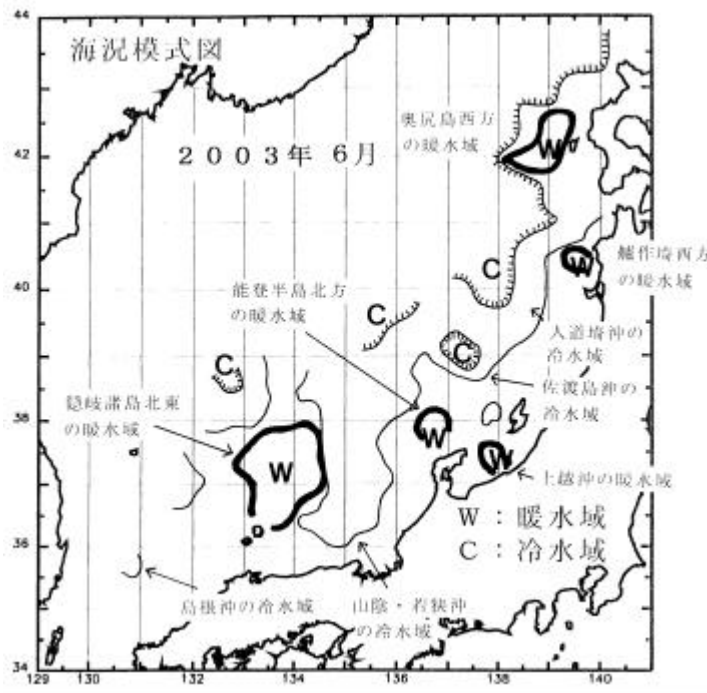 44
海況模式図
奥尻島西方
の暖水域
2003年 6月
W
42
C
艫作埼西方
の暖水域
W
能登半島北方
の暖水域
40
C
入道埼沖の
冷水域
C
C
佐渡島沖の
冷水域
隠岐諸島北東
の暖水域
38
W
W
W
上越沖の暖水域
W：暖水域
C：冷水域
36
島根沖の冷水域
山陰・若狭沖
の冷水域
34
129 130 132 134 136 138 140